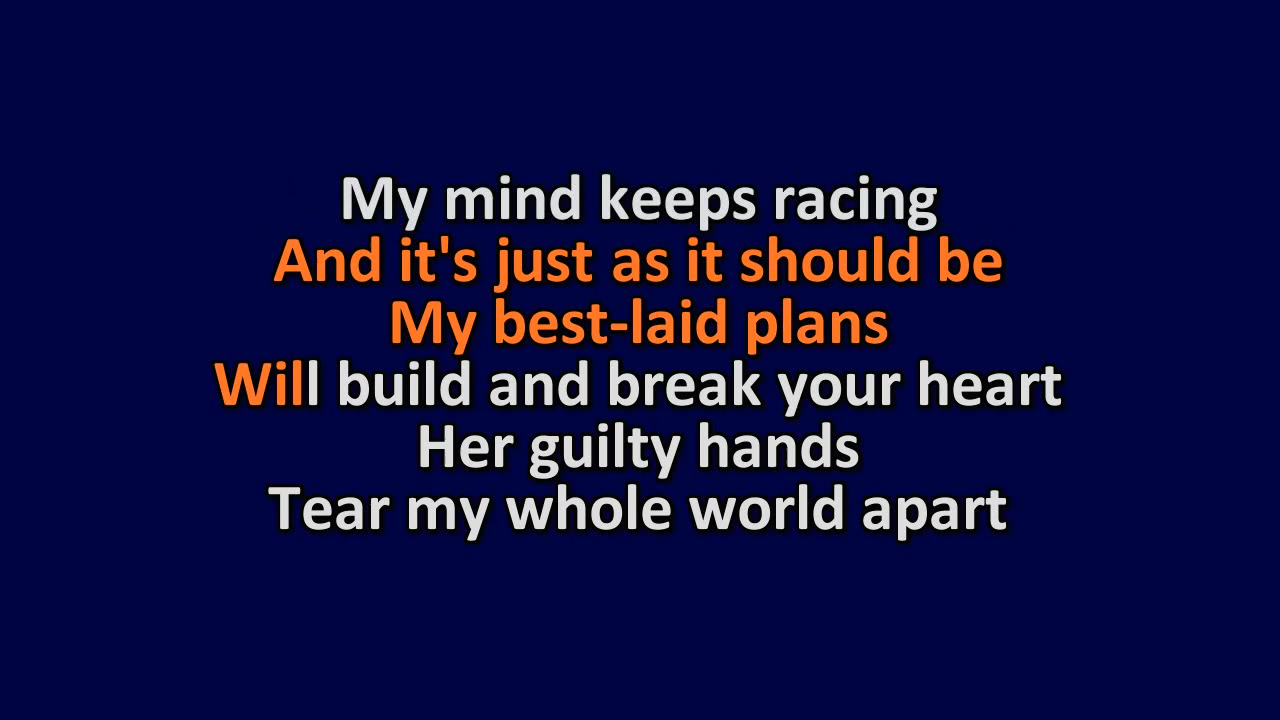 My mind keeps racing
And it's just as it should be
My best-laid plans
Will build and break your heart
Her guilty hands
Tear my whole world apart